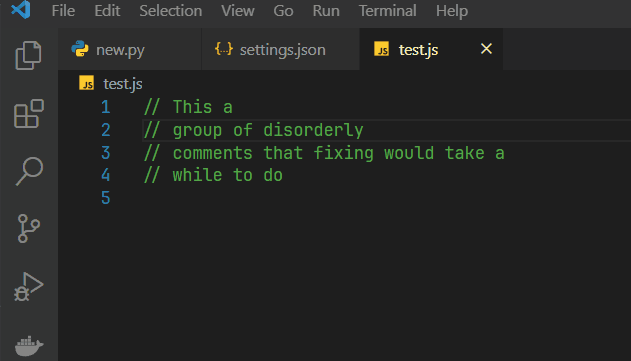 File Edit Selection View Go Run Terminal Help
new.py {..} settings.json JS test.js ×
JS test.js
1 // This a
2 // group of disorderly
3 // comments that fixing would take a
4 // while to do
5